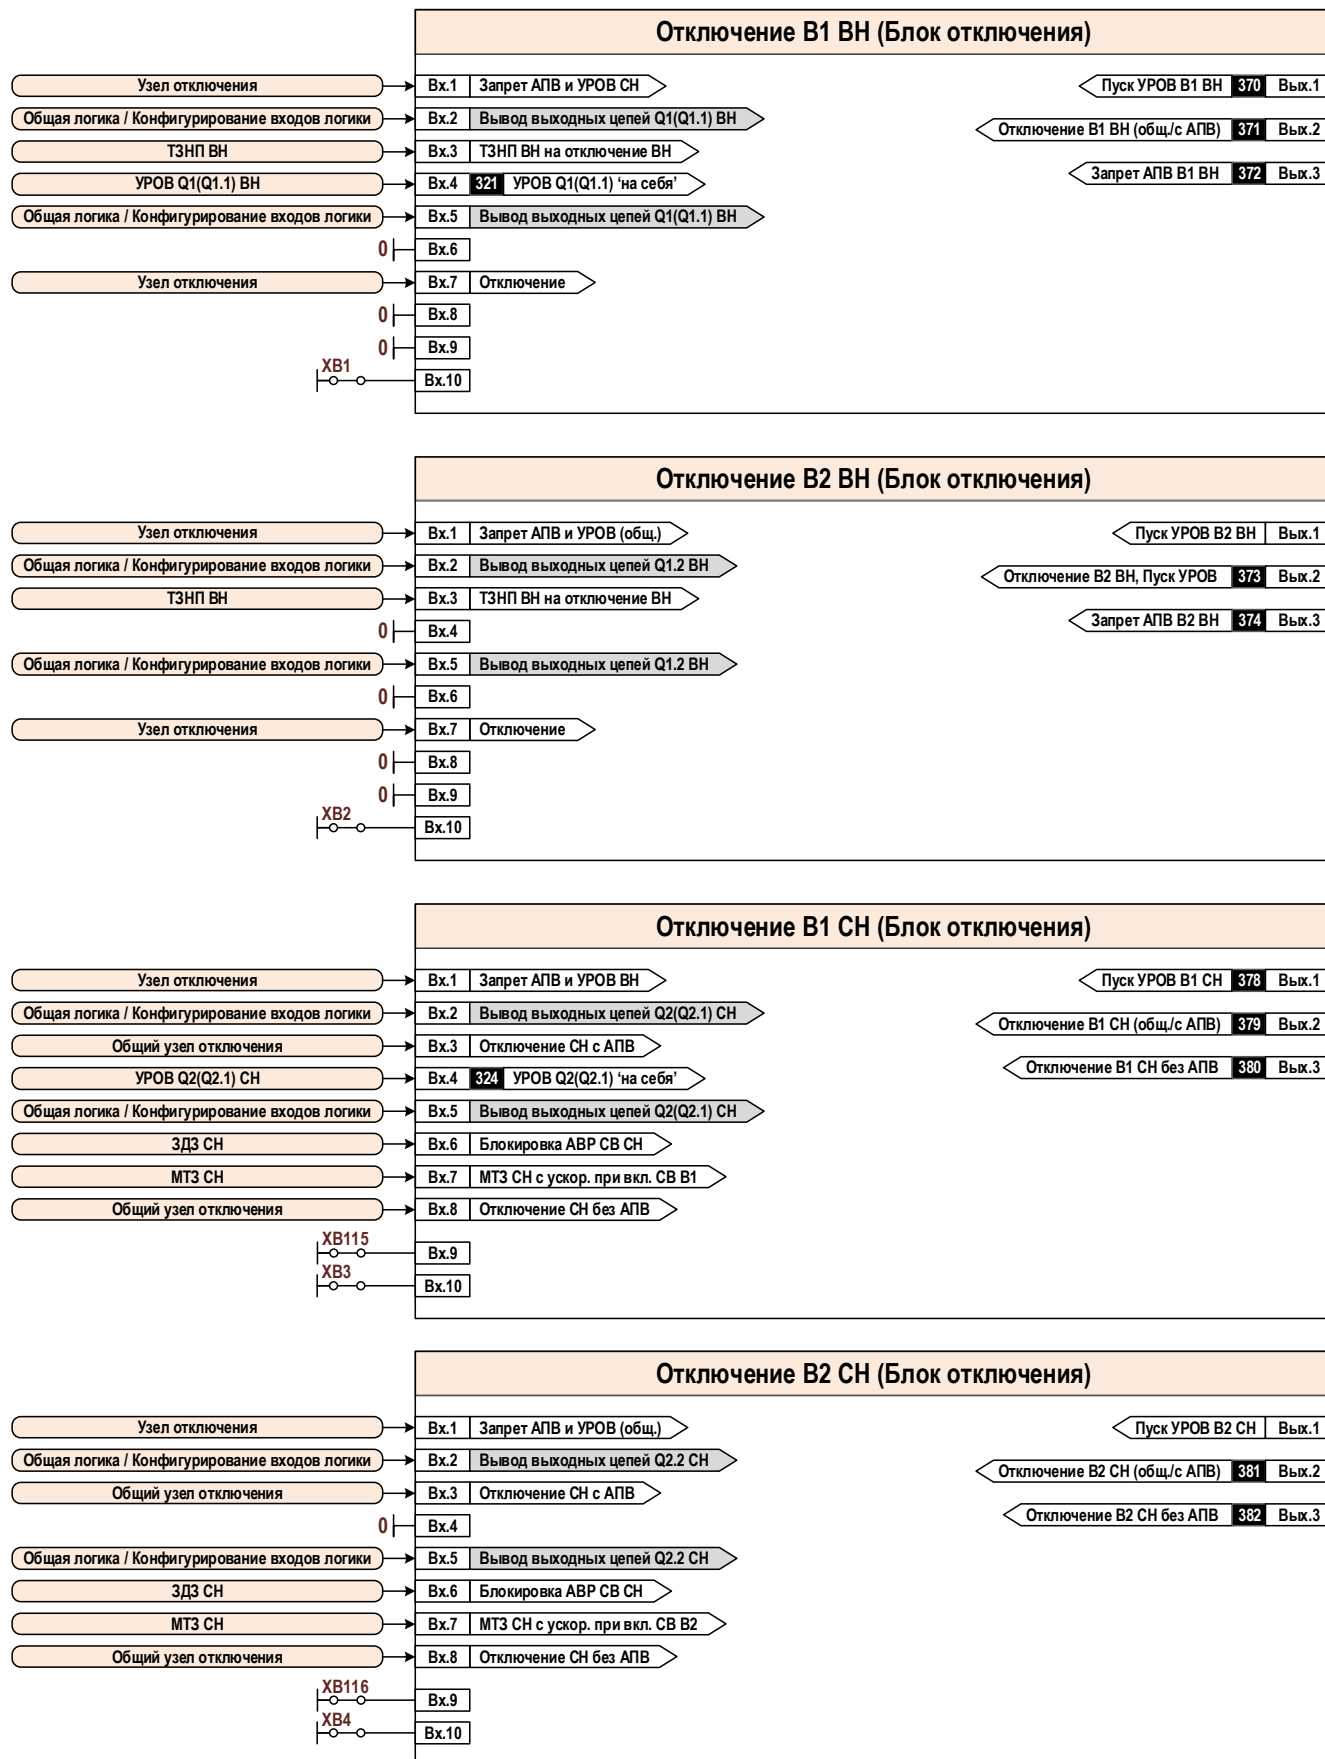 Отключение В1 ВН (Блок отключения)
Узел отключения Вх.1 Запрет АПВ и УРОВ СН Пуск УРОВ В1 ВН 370 Вых.1
Общая логика / Конфигурирование входов логики Вх.2 Вывод выходных цепей Q1(Q1.1) ВН
Отключение В1 ВН (общ./с АПВ) 371 Вых.2
ТЗНП ВН Вх.3 ТЗНП ВН на отключение ВН
Запрет АПВ В1 ВН 372 Вых.3
УРОВ Q1(Q1.1) ВН Вх.4 321 УРОВ Q1(Q1.1) ‘на себя’
Общая логика / Конфигурирование входов логики Вх.5 Вывод выходных цепей Q1(Q1.1) ВН
0 Вх.6
Узел отключения Вх.7 Отключение
0 Вх.8
0 Вх.9
XB1 Вх.10
Отключение В2 ВН (Блок отключения)
Узел отключения Вх.1 Запрет АПВ и УРОВ (общ.) Пуск УРОВ В2 ВН Вых.1
Общая логика / Конфигурирование входов логики Вх.2 Вывод выходных цепей Q1.2 ВН
Отключение В2 ВН, Пуск УРОВ 373 Вых.2
ТЗНП ВН Вх.3 ТЗНП ВН на отключение ВН
Запрет АПВ В2 ВН 374 Вых.3
0 Вх.4
Общая логика / Конфигурирование входов логики Вх.5 Вывод выходных цепей Q1.2 ВН
0 Вх.6
Узел отключения Вх.7 Отключение
0 Вх.8
0 Вх.9
XB2 Вх.10
Отключение В1 СН (Блок отключения)
Узел отключения Вх.1 Запрет АПВ и УРОВ ВН Пуск УРОВ В1 СН 378 Вых.1
Общая логика / Конфигурирование входов логики Вх.2 Вывод выходных цепей Q2(Q2.1) СН
Отключение В1 СН (общ./с АПВ) 379 Вых.2
Общий узел отключения Вх.3 Отключение СН с АПВ
Отключение В1 СН без АПВ 380 Вых.3
УРОВ Q2(Q2.1) СН Вх.4 324 УРОВ Q2(Q2.1) ‘на себя’
Общая логика / Конфигурирование входов логики Вх.5 Вывод выходных цепей Q2(Q2.1) СН
ЗДЗ СН Вх.6 Блокировка АВР СВ СН
МТЗ СН Вх.7 МТЗ СН с ускор. при вкл. СВ В1
Общий узел отключения Вх.8 Отключение СН без АПВ
XB115 Вх.9
XB3 Вх.10
Отключение В2 СН (Блок отключения)
Узел отключения Вх.1 Запрет АПВ и УРОВ (общ.) Пуск УРОВ В2 СН Вых.1
Общая логика / Конфигурирование входов логики Вх.2 Вывод выходных цепей Q2.2 СН
Отключение В2 СН (общ./с АПВ) 381 Вых.2
Общий узел отключения Вх.3 Отключение СН с АПВ
Отключение В2 СН без АПВ 382 Вых.3
0 Вх.4
Общая логика / Конфигурирование входов логики Вх.5 Вывод выходных цепей Q2.2 СН
ЗДЗ СН Вх.6 Блокировка АВР СВ СН
МТЗ СН Вх.7 МТЗ СН с ускор. при вкл. СВ В2
Общий узел отключения Вх.8 Отключение СН без АПВ
XB116 Вх.9
XB4 Вх.10